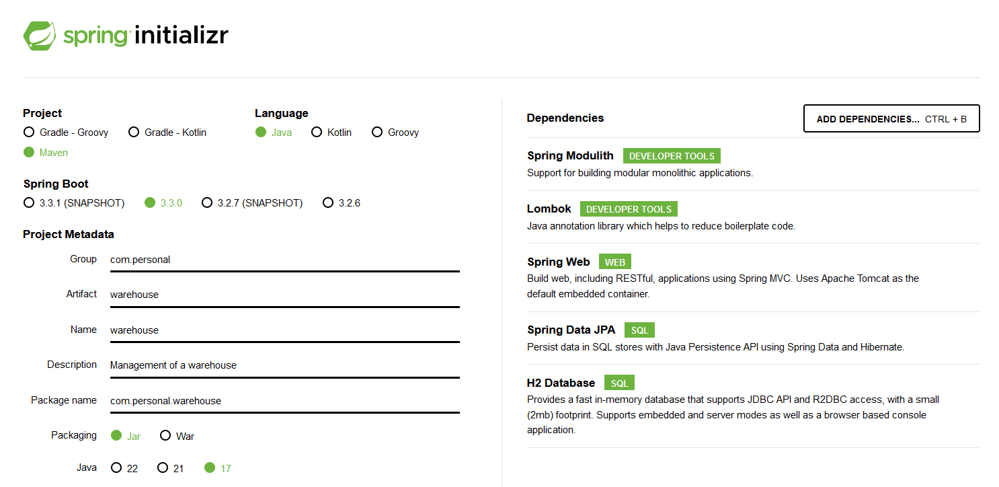 spring initializr
Project
Gradle - Groovy Gradle - Kotlin
Maven
Language
Java Kotlin Groovy
Spring Boot
3.3.1 (SNAPSHOT) 3.3.0 3.2.7 (SNAPSHOT) 3.2.6
Project Metadata
Group com.personal
Artifact warehouse
Name warehouse
Description Management of a warehouse
Package name com.personal.warehouse
Packaging Jar War
Java 22 21 17
Dependencies ADD DEPENDENCIES... CTRL + B
Spring Modulith DEVELOPER TOOLS
Support for building modular monolithic applications.
Lombok DEVELOPER TOOLS
Java annotation library which helps to reduce boilerplate code.
Spring Web WEB
Build web, including RESTful, applications using Spring MVC. Uses Apache Tomcat as the
default embedded container.
Spring Data JPA SQL
Persist data in SQL stores with Java Persistence API using Spring Data and Hibernate.
H2 Database SQL
Provides a fast in-memory database that supports JDBC API and R2DBC access, with a small
(2mb) footprint. Supports embedded and server modes as well as a browser based console
application.